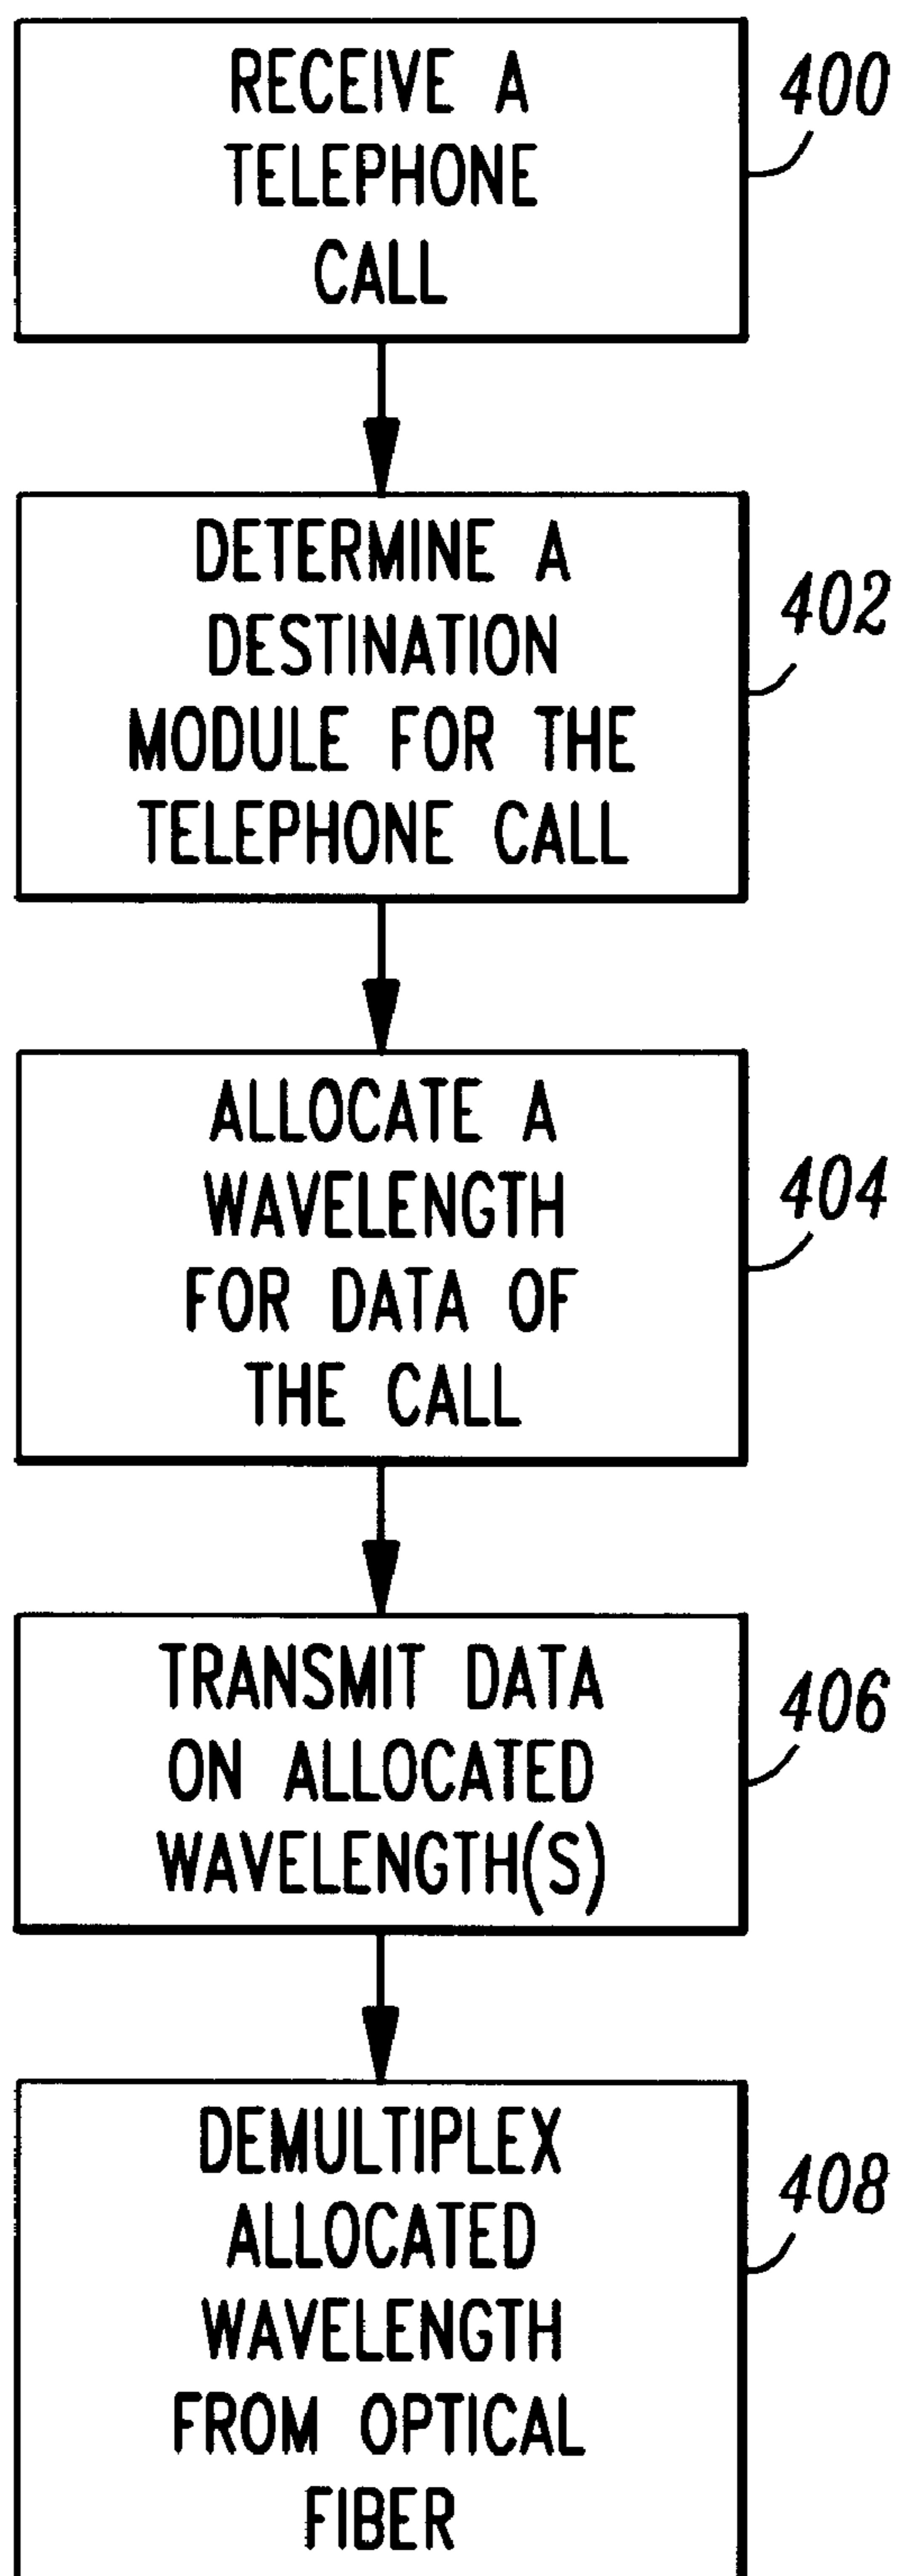 RECEIVE A
TELEPHONE
CALL
400
DETERMINE A
DESTINATION
MODULE FOR THE
TELEPHONE CALL
402
ALLOCATE A
WAVELENGTH
FOR DATA OF
THE CALL
404
TRANSMIT DATA
ON ALLOCATED
WAVELENGTH(S)
406
DEMULTIPLEX
ALLOCATED
WAVELENGTH
FROM OPTICAL
FIBER
408